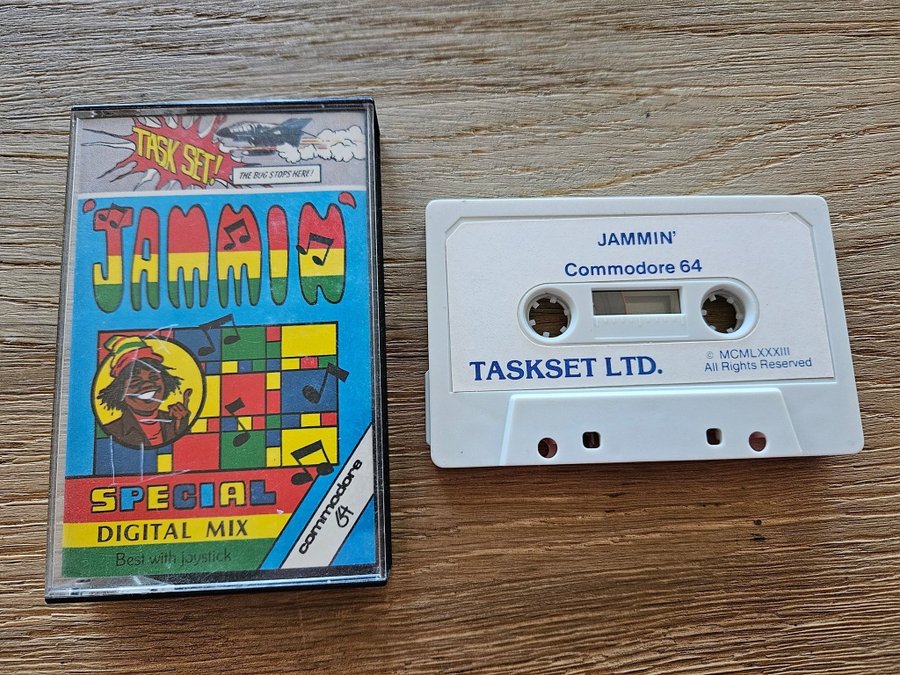 TASK SET!
THE BUG STOPS HERE!
'JAMMIN'
SPECIAL
DIGITAL MIX
Best with joystick
commodore
64
JAMMIN'
Commodore 64
TASKSET LTD.
© MCMLXXXIII
All Rights Reserved